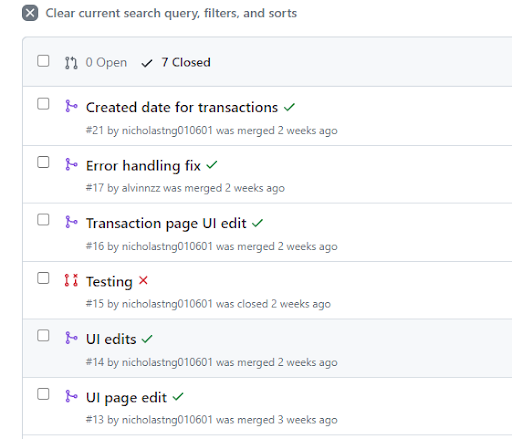 Clear current search query, filters, and sorts
0 Open 7 Closed
Created date for transactions
#21 by nicholastng010601 was merged 2 weeks ago
Error handling fix
#17 by alvinnzz was merged 2 weeks ago
Transaction page UI edit
#16 by nicholastng010601 was merged 2 weeks ago
Testing
#15 by nicholastng010601 was closed 2 weeks ago
UI edits
#14 by nicholastng010601 was merged 2 weeks ago
UI page edit
#13 by nicholastng010601 was merged 3 weeks ago